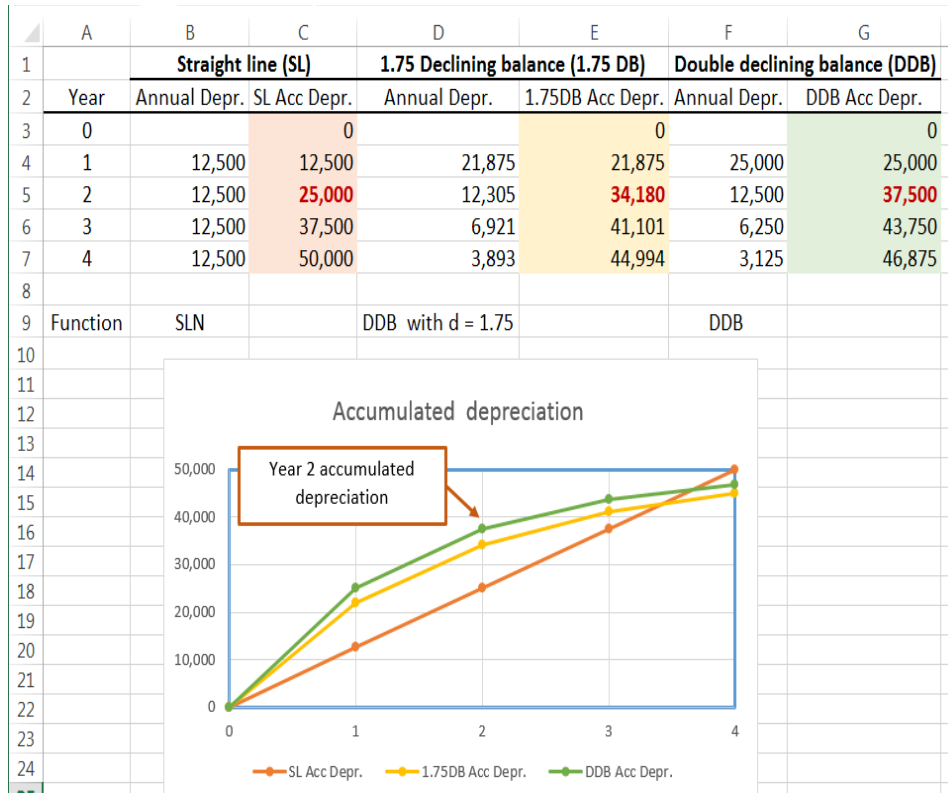 A B C D E F G
1 Straight line (SL) 1.75 Declining balance (1.75 DB) Double declining balance (DDB)
2 Year Annual Depr. SL Acc Depr. Annual Depr. 1.75DB Acc Depr. Annual Depr. DDB Acc Depr.
3 0 0 0 0
4 1 12,500 12,500 21,875 21,875 25,000 25,000
5 2 12,500 25,000 12,305 34,180 12,500 37,500
6 3 12,500 37,500 6,921 41,101 6,250 43,750
7 4 12,500 50,000 3,893 44,994 3,125 46,875
8
9 Function SLN DDB with d = 1.75 DDB
10
11
12
13
14
15
16
17
18
19
20
21
22
23
24
Accumulated depreciation
Year 2 accumulated
depreciation
50,000
40,000
30,000
20,000
10,000
0
0 1 2 3 4
SL Acc Depr. 1.75DB Acc Depr. DDB Acc Depr.